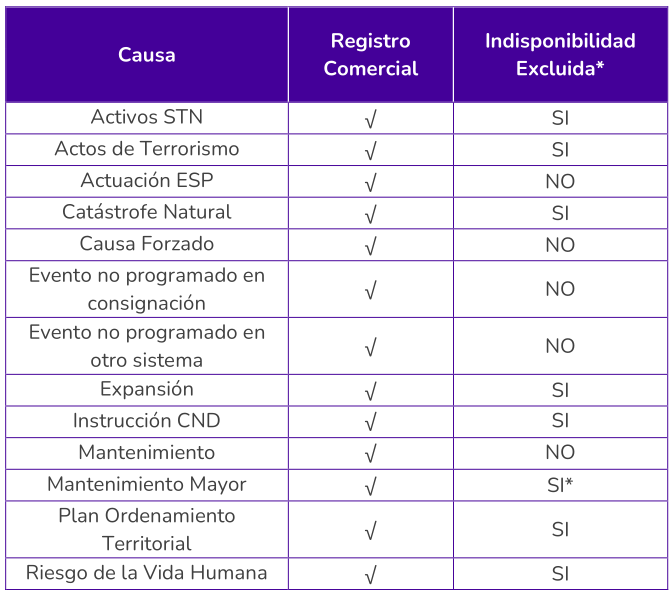 Causa
Registro
Comercial
Indisponibilidad
Excluida*
Activos STN √ SI
Actos de Terrorismo √ SI
Actuación ESP √ NO
Catástrofe Natural √ SI
Causa Forzado √ NO
Evento no programado en
consignación
√ NO
Evento no programado en
otro sistema
√ NO
Expansión √ SI
Instrucción CND √ SI
Mantenimiento √ NO
Mantenimiento Mayor √ SI*
Plan Ordenamiento
Territorial
√ SI
Riesgo de la Vida Humana √ SI